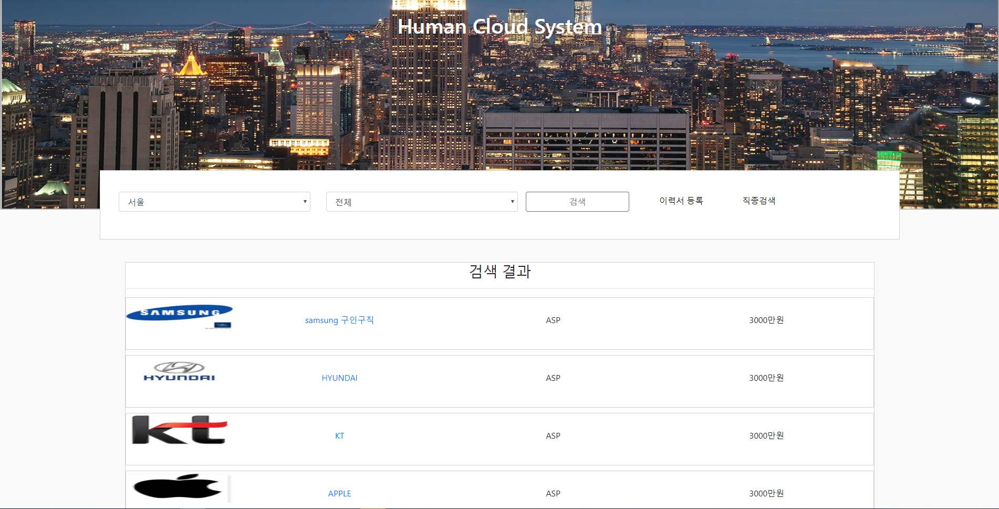 Human Cloud System
서울 전체 검색 이력서 등록 직종검색
검색 결과
SAMSUNG
samsung 구인구직 ASP 3000만원
HYUNDAI
HYUNDAI ASP 3000만원
kt
KT ASP 3000만원
APPLE ASP 3000만원